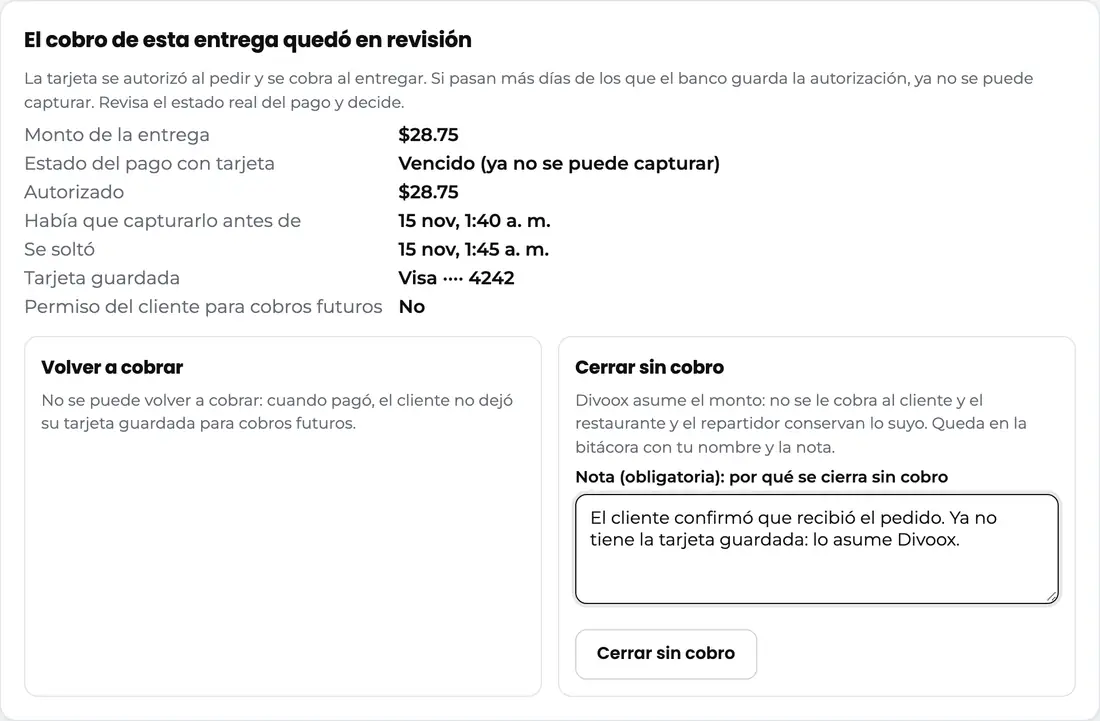 El cobro de esta entrega quedó en revisión
La tarjeta se autorizó al pedir y se cobra al entregar. Si pasan más días de los que el banco guarda la autorización, ya no se puede
capturar. Revisa el estado real del pago y decide.
Monto de la entrega $28.75
Estado del pago con tarjeta Vencido (ya no se puede capturar)
Autorizado $28.75
Había que capturarlo antes de 15 nov, 1:40 a. m.
Se soltó 15 nov, 1:45 a. m.
Tarjeta guardada Visa ···· 4242
Permiso del cliente para cobros futuros No
Volver a cobrar
No se puede volver a cobrar: cuando pagó, el cliente no dejó
su tarjeta guardada para cobros futuros.
Cerrar sin cobro
Divoox asume el monto: no se le cobra al cliente y el
restaurante y el repartidor conservan lo suyo. Queda en la
bitácora con tu nombre y la nota.
Nota (obligatoria): por qué se cierra sin cobro
El cliente confirmó que recibió el pedido. Ya no
tiene la tarjeta guardada: lo asume Divoox.
Cerrar sin cobro